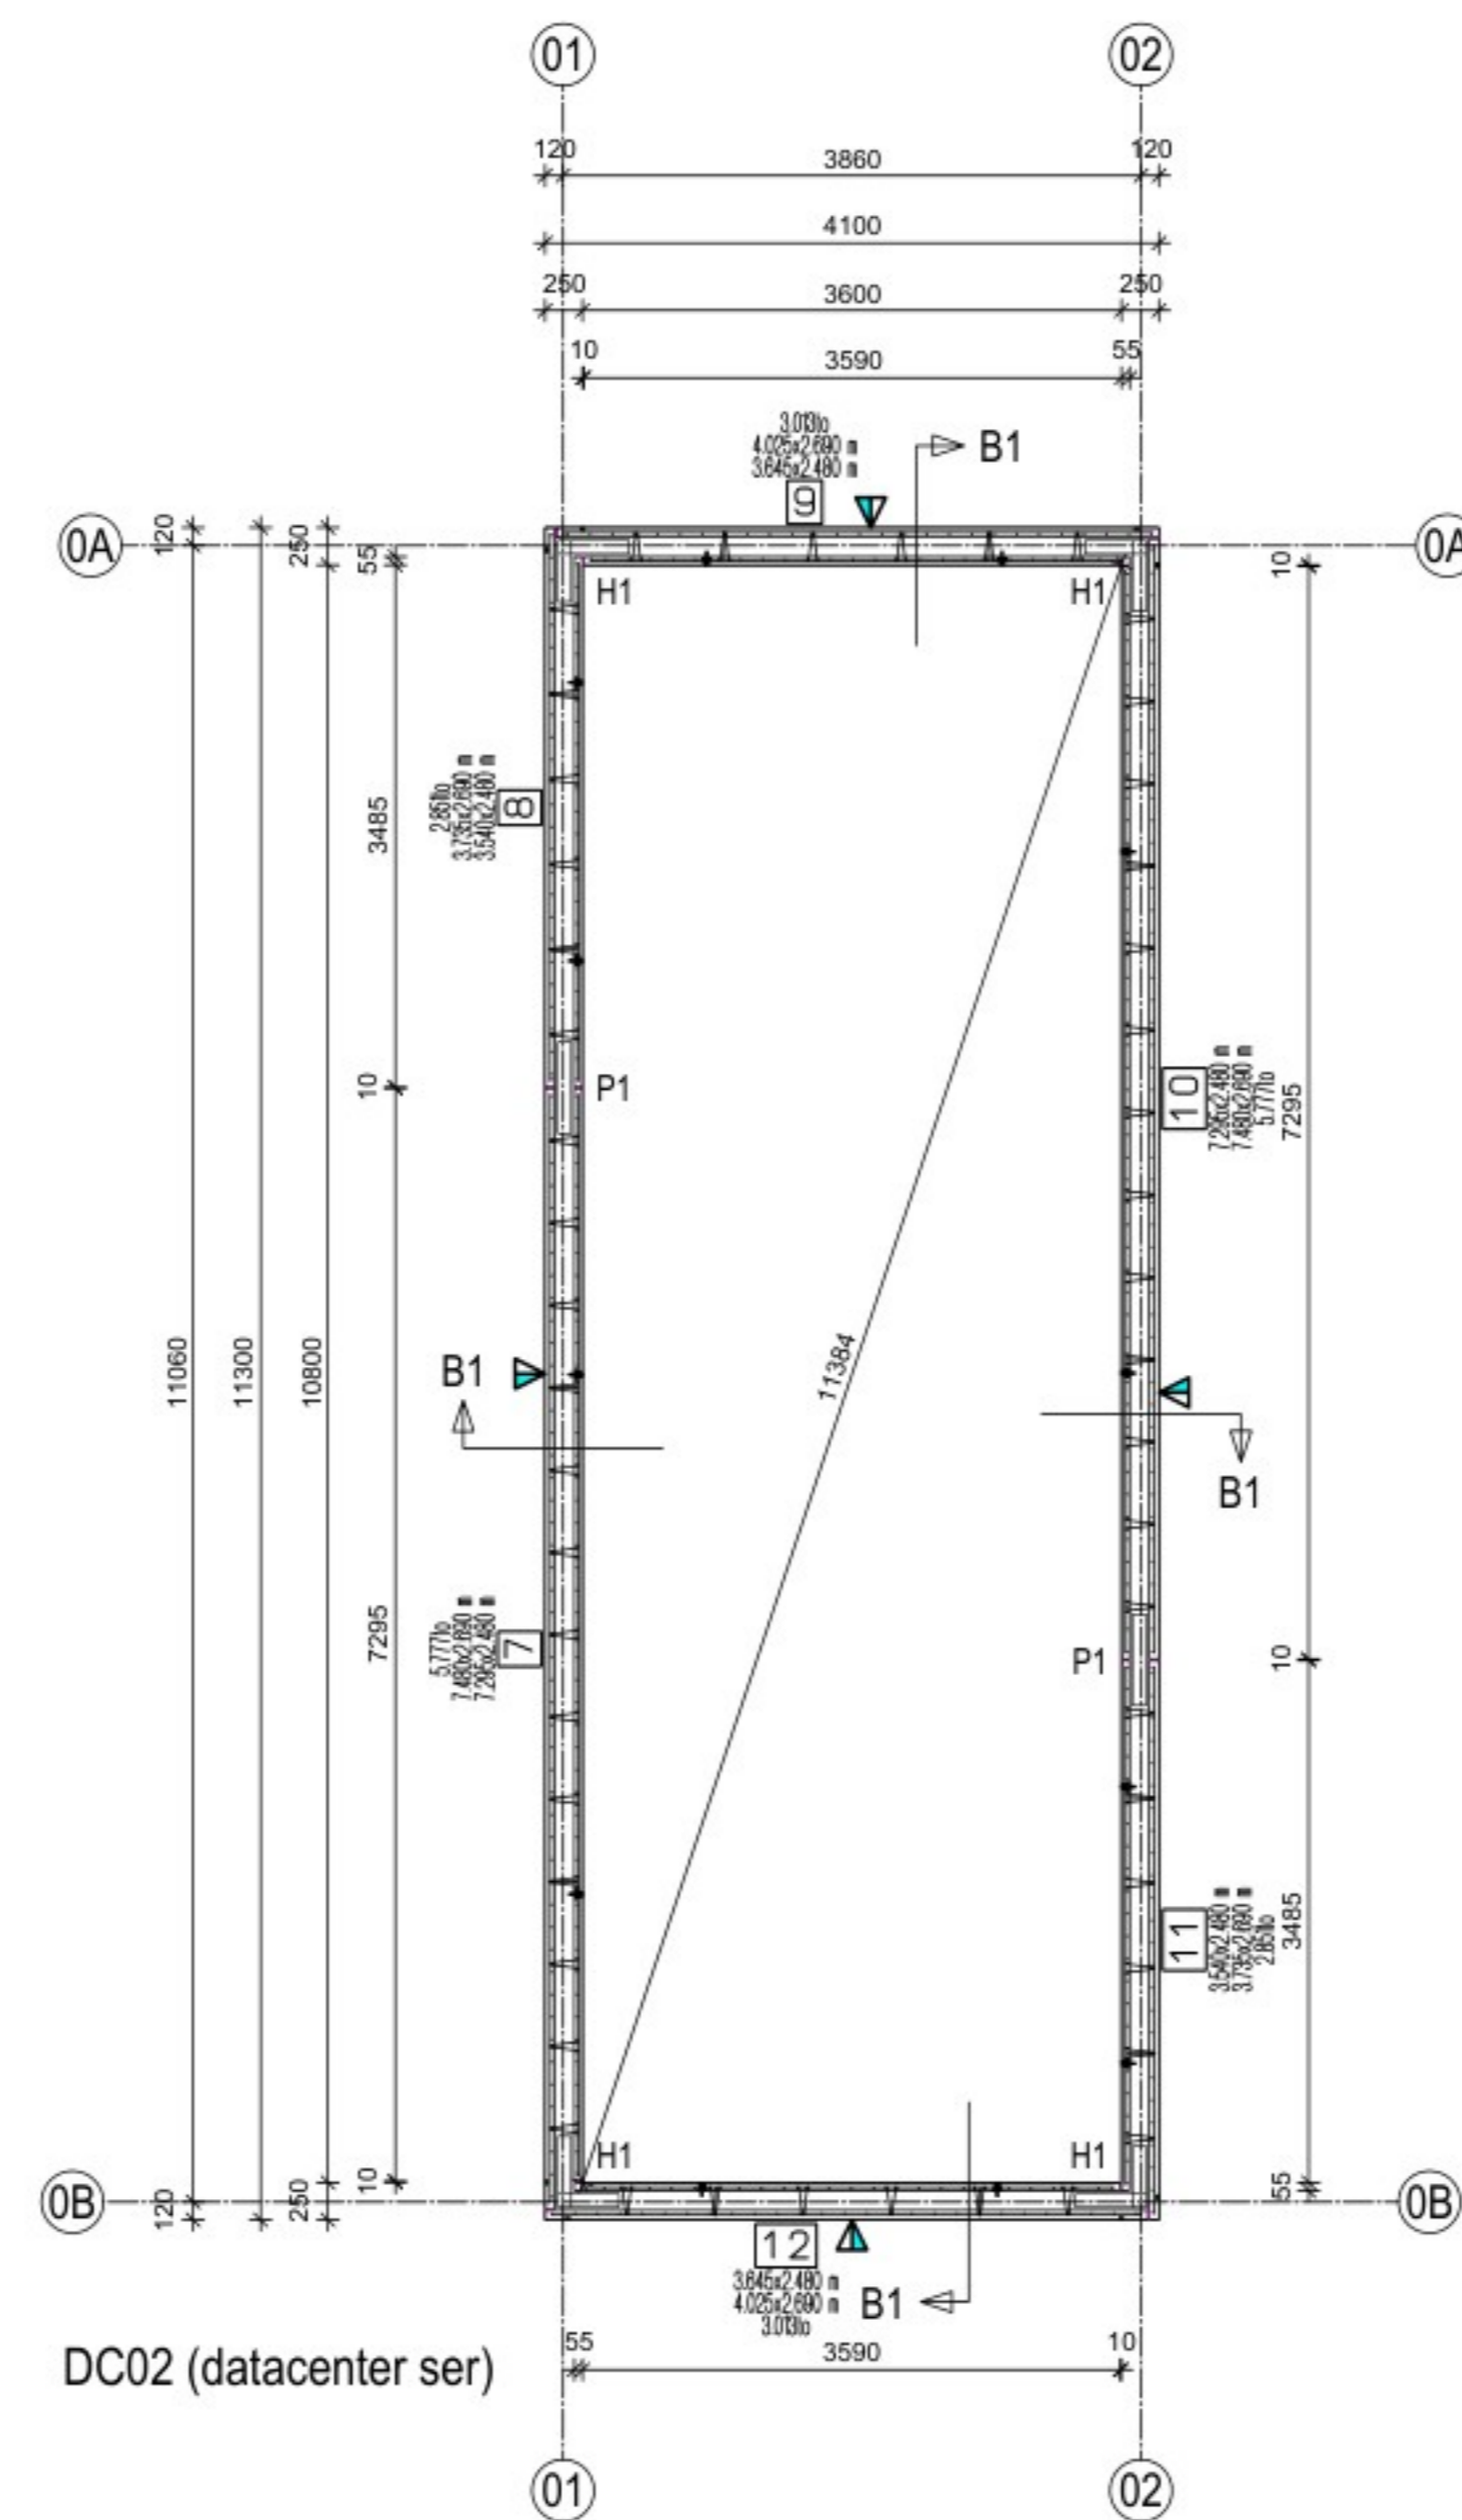 01 02
120 3860 120
4100
250 3600 250
10 3590 55
3.013to
4.025x2.690 m
3.645x2.480 m
9
B1
0A 120 250 55 10 0A
H1 H1
2.851to
3.735x2.690 m
3.540x2.480 m
8
3485
10
P1
10
7.295x2.480 m
7.480x2.690 m
5.777to
7295
11060 11300 10800
11384
B1
B1
7295
5.777to
7.480x2.690 m
7.295x2.480 m
7
P1
10
11
3.540x2.480 m
3.735x2.690 m
2.851to
3485
H1 H1
0B 120 250 10 55 0B
12
3.645x2.480 m
4.025x2.690 m
3.013to
B1
55 3590 10
DC02 (datacenter ser)
01 02